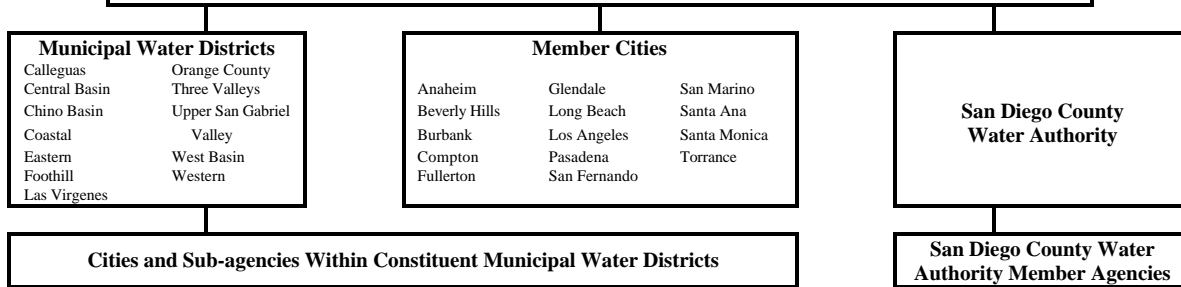 Municipal Water Districts
Calleguas
Central Basin
Chino Basin
Coastal
Eastern
Foothill
Las Virgenes
Orange County
Three Valleys
Upper San Gabriel
Valley
West Basin
Western
Member Cities
Anaheim
Beverly Hills
Burbank
Compton
Fullerton
Glendale
Long Beach
Los Angeles
Pasadena
San Fernando
San Marino
Santa Ana
Santa Monica
Torrance
San Diego County
Water Authority
Cities and Sub-agencies Within Constituent Municipal Water Districts
San Diego County Water
Authority Member Agencies